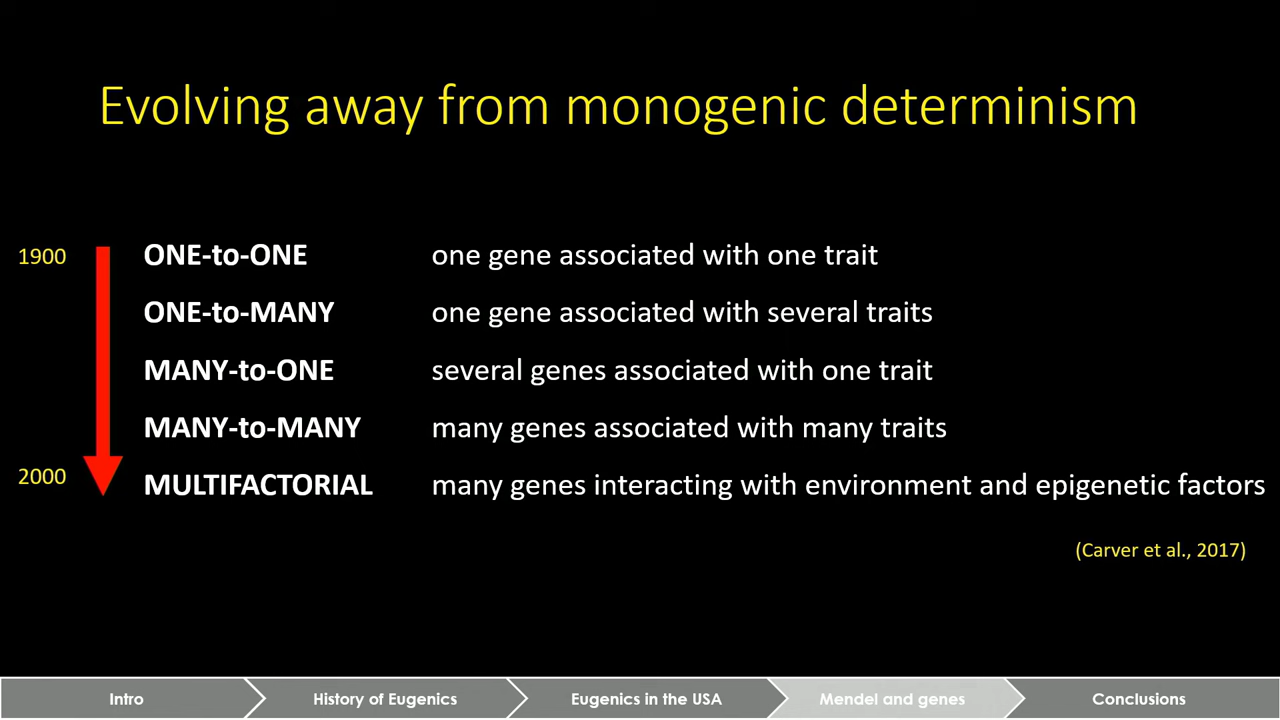 Evolving away from monogenic determinism
1900
ONE-to-ONE one gene associated with one trait
ONE-to-MANY one gene associated with several traits
MANY-to-ONE several genes associated with one trait
MANY-to-MANY many genes associated with many traits
2000
MULTIFACTORIAL many genes interacting with environment and epigenetic factors
(Carver et al., 2017)
Intro History of Eugenics Eugenics in the USA Mendel and genes Conclusions